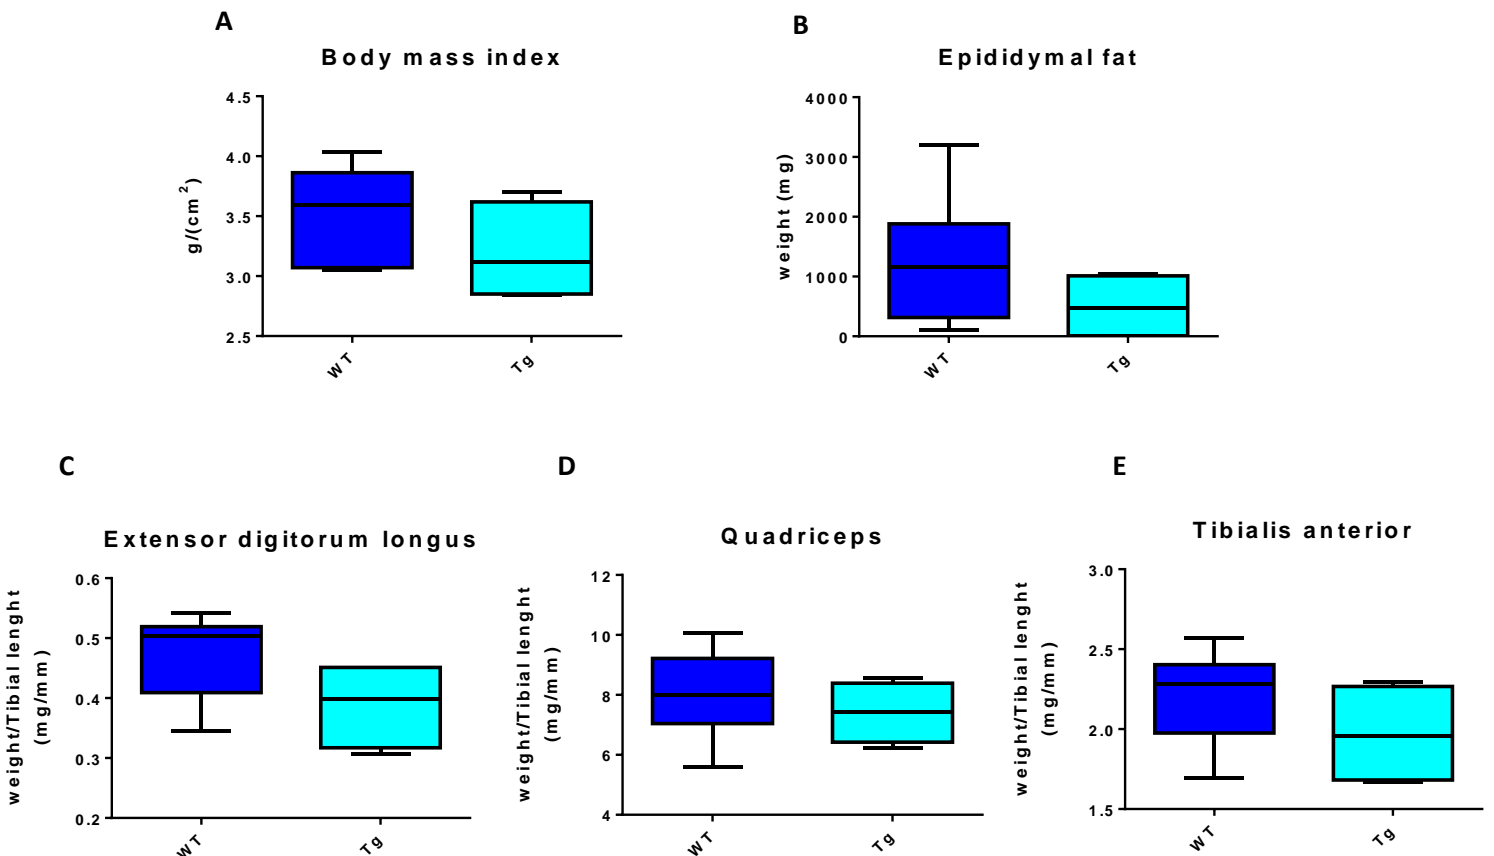 A
Body mass index
g/(cm²)
4.5
4.0
3.5
3.0
2.5
WT
Tg
B
Epididymal fat
weight (mg)
4000
3000
2000
1000
0
WT
Tg
C
Extensor digitorum longus
weight/Tibial lenght
(mg/mm)
0.6
0.5
0.4
0.3
0.2
WT
Tg
D
Quadriceps
weight/Tibial lenght
(mg/mm)
12
10
8
6
4
WT
Tg
E
Tibialis anterior
weight/Tibial lenght
(mg/mm)
3.0
2.5
2.0
1.5
WT
Tg